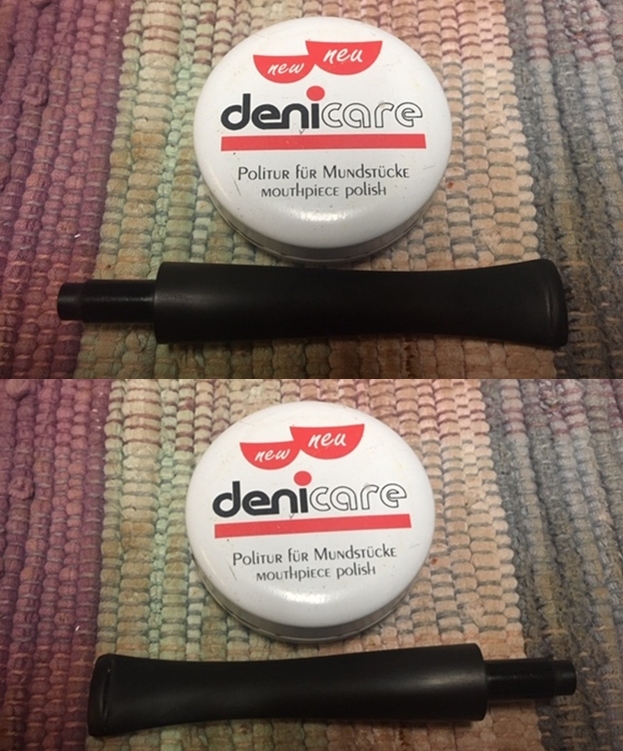 new neu
denicare
Politur für Mundstücke
mouthpiece polish
new neu
denicare
Politur für Mundstücke
mouthpiece polish